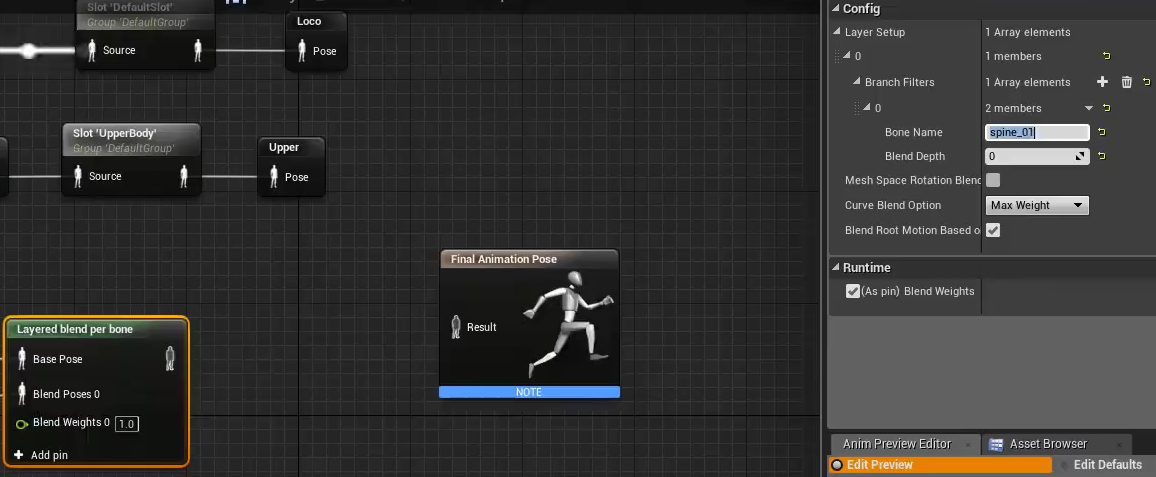 Slot 'DefaultSlot'
Group 'DefaultGroup'
Source
Loco
Pose
Slot 'UpperBody'
Group 'DefaultGroup'
Source
Upper
Pose
Final Animation Pose
Result
NOTE
Layered blend per bone
Base Pose
Blend Poses 0
Blend Weights 0 1.0
Add pin
Config
Layer Setup 1 Array elements
0 1 members
Branch Filters 1 Array elements
0 2 members
Bone Name spine_01
Blend Depth 0
Mesh Space Rotation Blend
Curve Blend Option Max Weight
Blend Root Motion Based o
Runtime
(As pin) Blend Weights
Anim Preview Editor Asset Browser
Edit Preview Edit Defaults